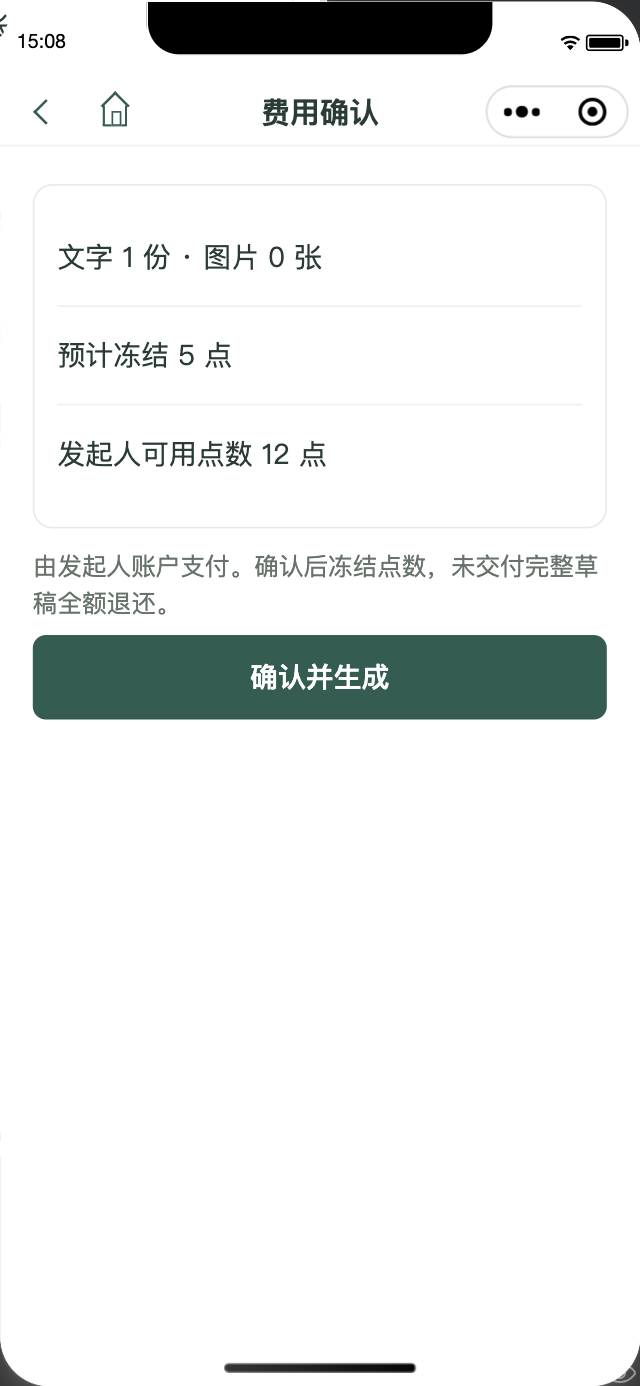 15:08
费用确认
文字 1 份 · 图片 0 张
预计冻结 5 点
发起人可用点数 12 点
由发起人账户支付。确认后冻结点数，未交付完整草
稿全额退还。
确认并生成